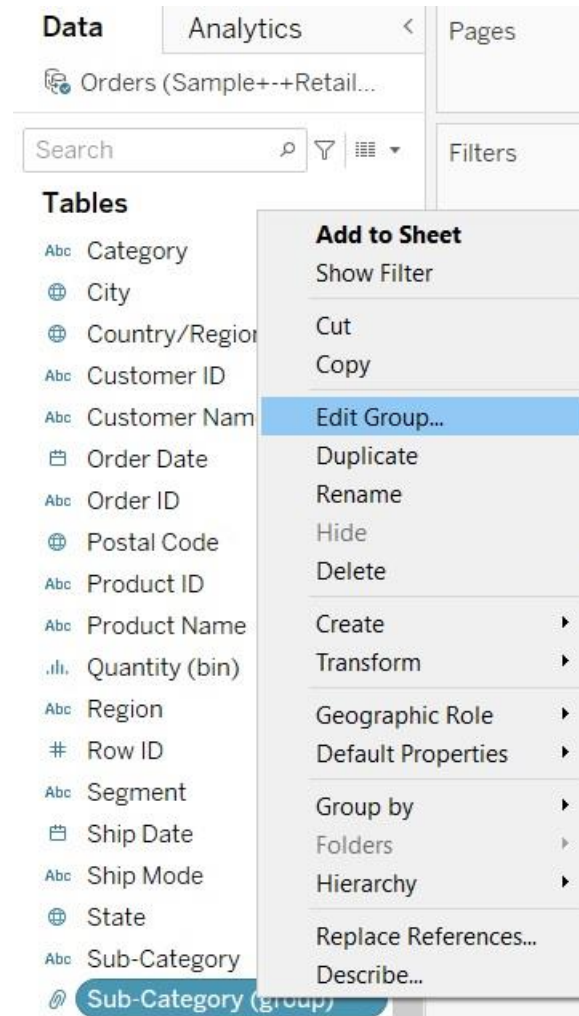 Data
Analytics
Pages
Orders (Sample+-+Retail...
Search
Filters
Tables
Abc Category
City
Country/Region
Abc Customer ID
Abc Customer Nam
Order Date
Abc Order ID
Postal Code
Abc Product ID
Abc Product Name
Quantity (bin)
Abc Region
# Row ID
Abc Segment
Ship Date
Abc Ship Mode
State
Abc Sub-Category
Sub-Category (group)
Add to Sheet
Show Filter
Cut
Copy
Edit Group...
Duplicate
Rename
Hide
Delete
Create
Transform
Geographic Role
Default Properties
Group by
Folders
Hierarchy
Replace References...
Describe...